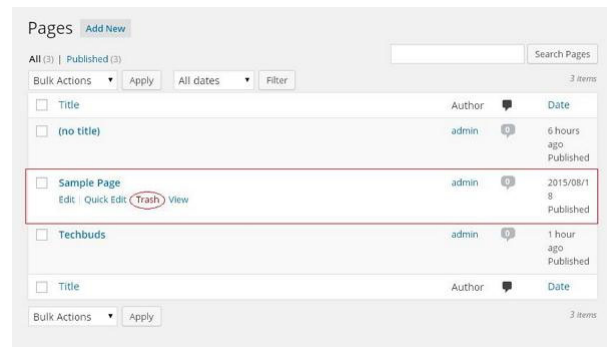 Pages Add New
All (3) | Published (3) Search Pages
Bulk Actions Apply All dates Filter 3 items
Title Author Date
(no title) admin 0 6 hours
ago
Published
Sample Page admin 0 2015/08/1
Edit | Quick Edit Trash View 8
Published
Techbuds admin 0 1 hour
ago
Published
Title Author Date
Bulk Actions Apply 3 items